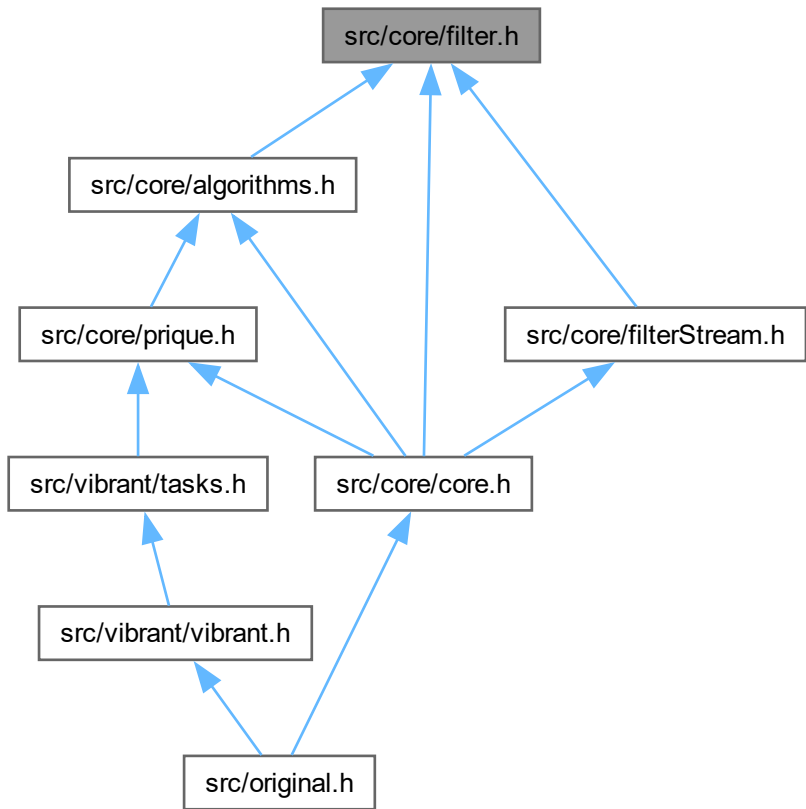 src/core/filter.h
src/core/algorithms.h
src/core/prique.h
src/core/filterStream.h
src/vibrant/tasks.h
src/core/core.h
src/vibrant/vibrant.h
src/original.h